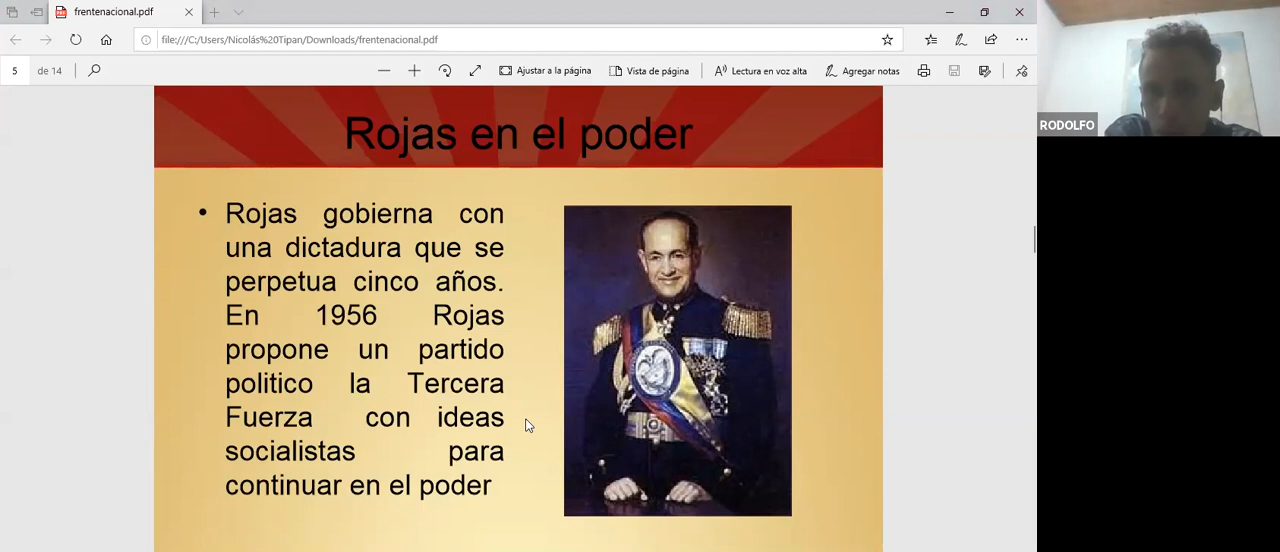 frentenacional.pdf
file:///C:/Users/Nicolás%20Tipan/Downloads/frentenacional.pdf
5 de 14
Ajustar a la página
Vista de página
Lectura en voz alta
Agregar notas
RODOLFO
Rojas en el poder
• Rojas gobierna con
una dictadura que se
perpetua cinco años.
En 1956 Rojas
propone un partido
politico la Tercera
Fuerza con ideas
socialistas para
continuar en el poder